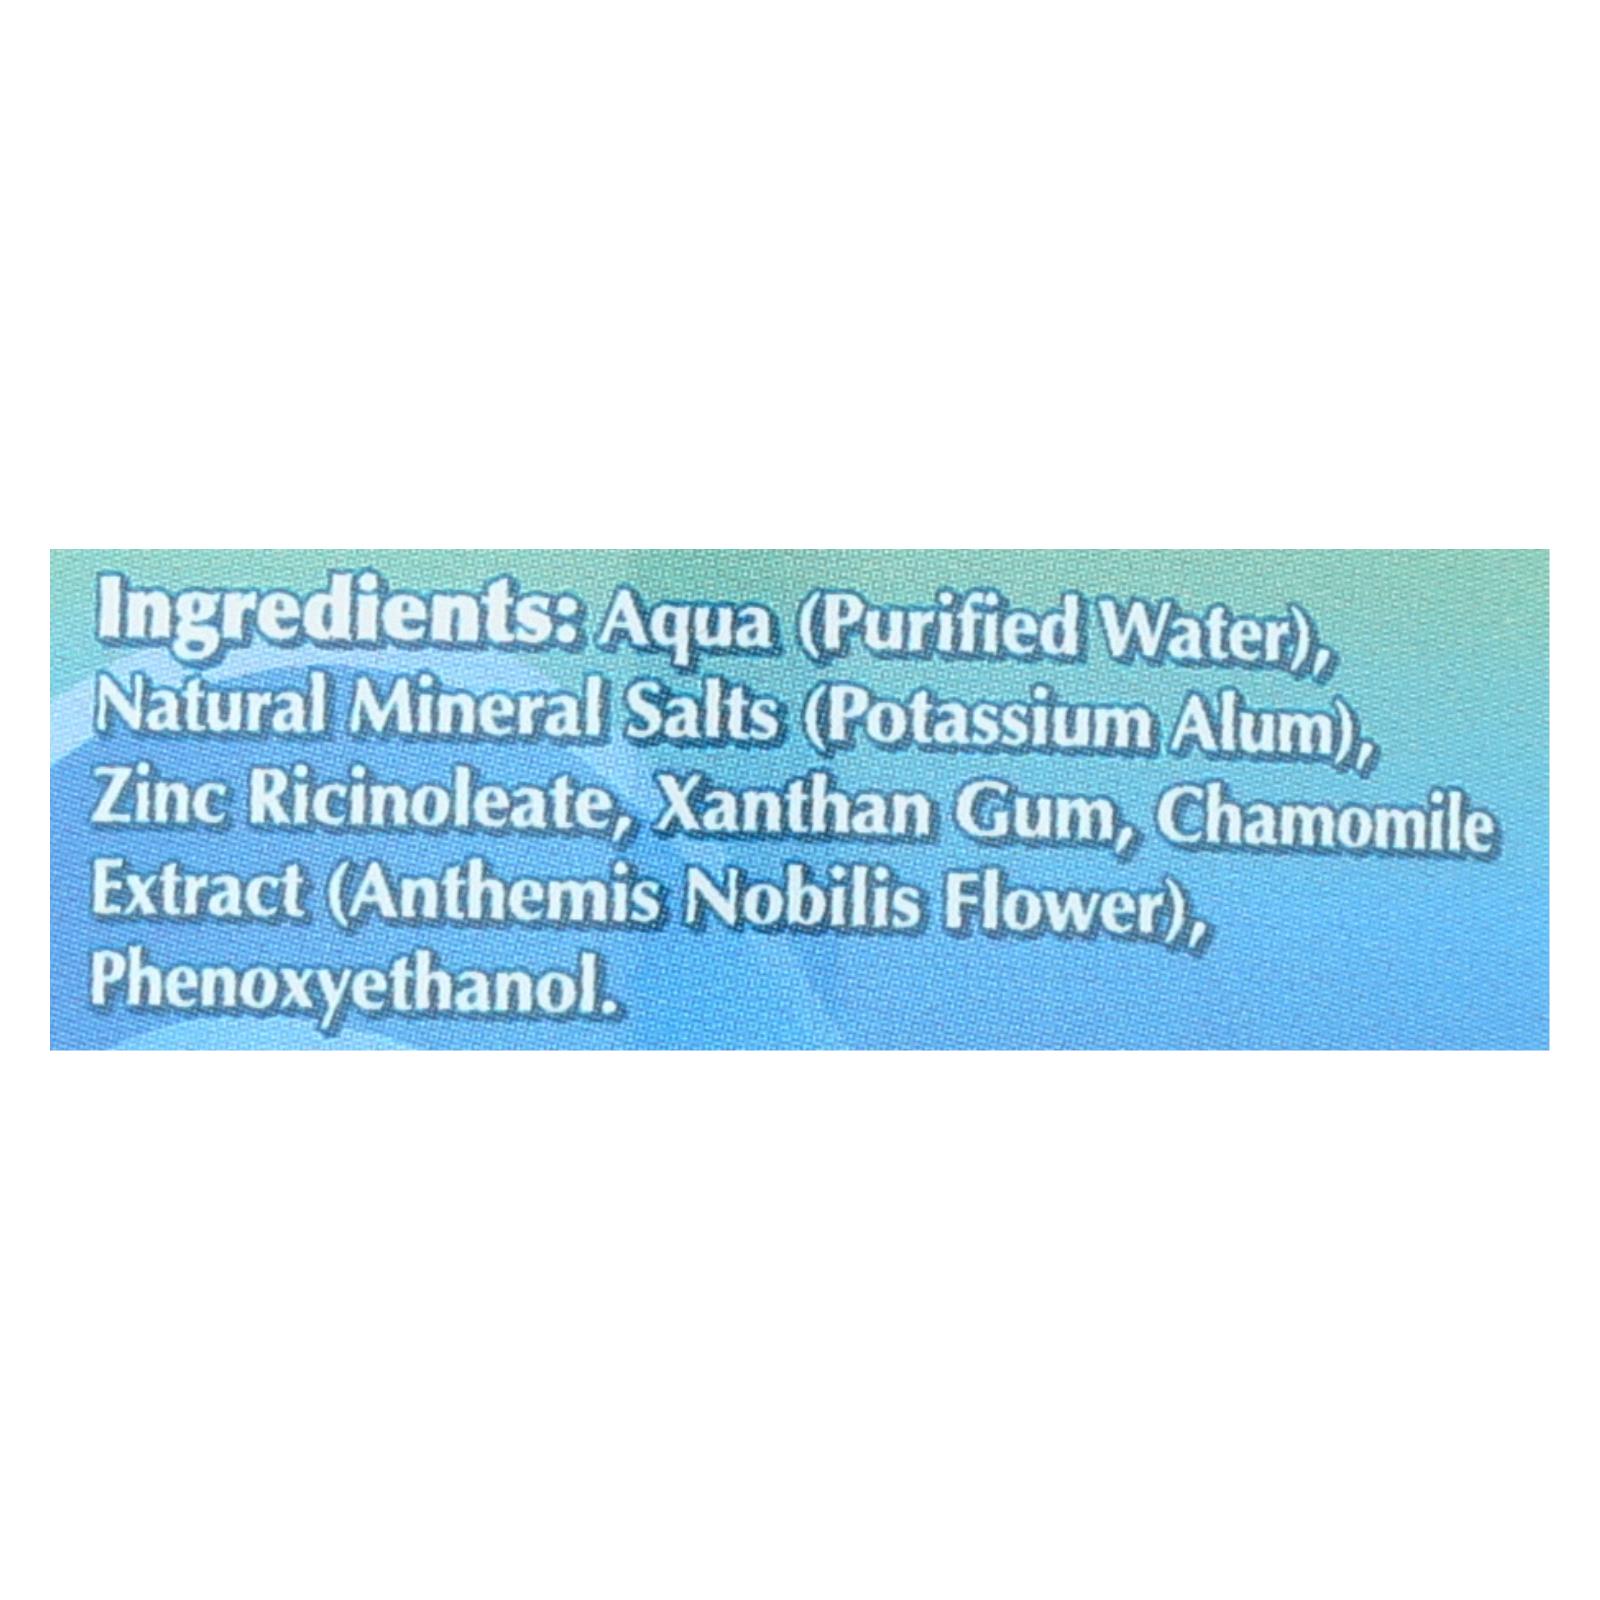 Ingredients: Aqua (Purified Water),
Natural Mineral Salts (Potassium Alum),
Zinc Ricinoleate, Xanthan Gum, Chamomile
Extract (Anthemis Nobilis Flower),
Phenoxyethanol.